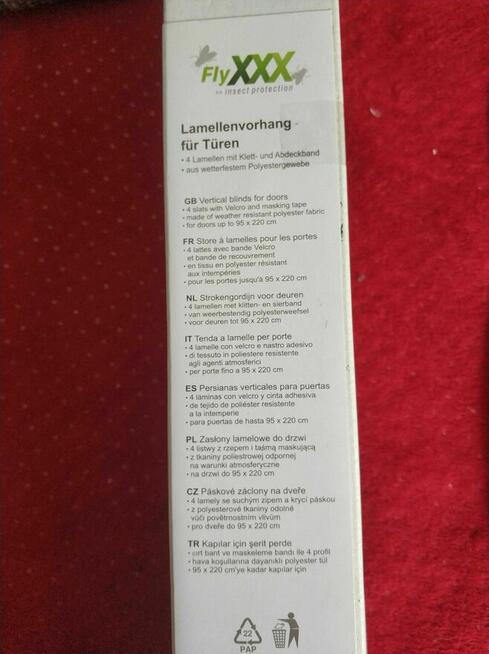 FlyXXX
>> insect protection
Lamellenvorhang
für Türen
• 4 Lamellen mit Klett- und Abdeckband
• aus wetterfestem Polyestergewebe
GB Vertical blinds for doors
• 4 slats with Velcro and masking tape
• made of weather resistant polyester fabric
• for doors up to 95 x 220 cm
FR Store à lamelles pour les portes
• 4 lattes avec bande Velcro
et bande de recouvrement
• en tissu en polyester résistant
aux intempéries
• pour les portes jusqu'à 95 x 220 cm
NL Strokengordijn voor deuren
• 4 lamellen met klitten- en sierband
• van weerbestendig polyesterweefsel
• voor deuren tot 95 x 220 cm
IT Tenda a lamelle per porte
• 4 lamelle con velcro e nastro adesivo
• di tessuto in poliestere resistente
agli agenti atmosferici
• per porte fino a 95 x 220 cm
ES Persianas verticales para puertas
• 4 láminas con velcro y cinta adhesiva
• de tejido de poliéster resistente
a la intemperie
• para puertas de hasta 95 x 220 cm
PL Zasłony lamelowe do drzwi
• 4 listwy z rzepem i taśmą maskującą
• z tkaniny poliestrowej odpornej
na warunki atmosferyczne
• na drzwi do 95 x 220 cm
CZ Páskové záclony na dveře
• 4 lamely se suchým zipem a krycí páskou
• z polyesterové tkaniny odolné
vůči povětrnostním vlivům
• pro dveře do 95 x 220 cm
TR Kapılar için şerit perde
• cırt bant ve maskeleme bandı ile 4 profil
• hava koşullarına dayanıklı polyester tül
• 95 x 220 cm'ye kadar kapılar için
22
PAP